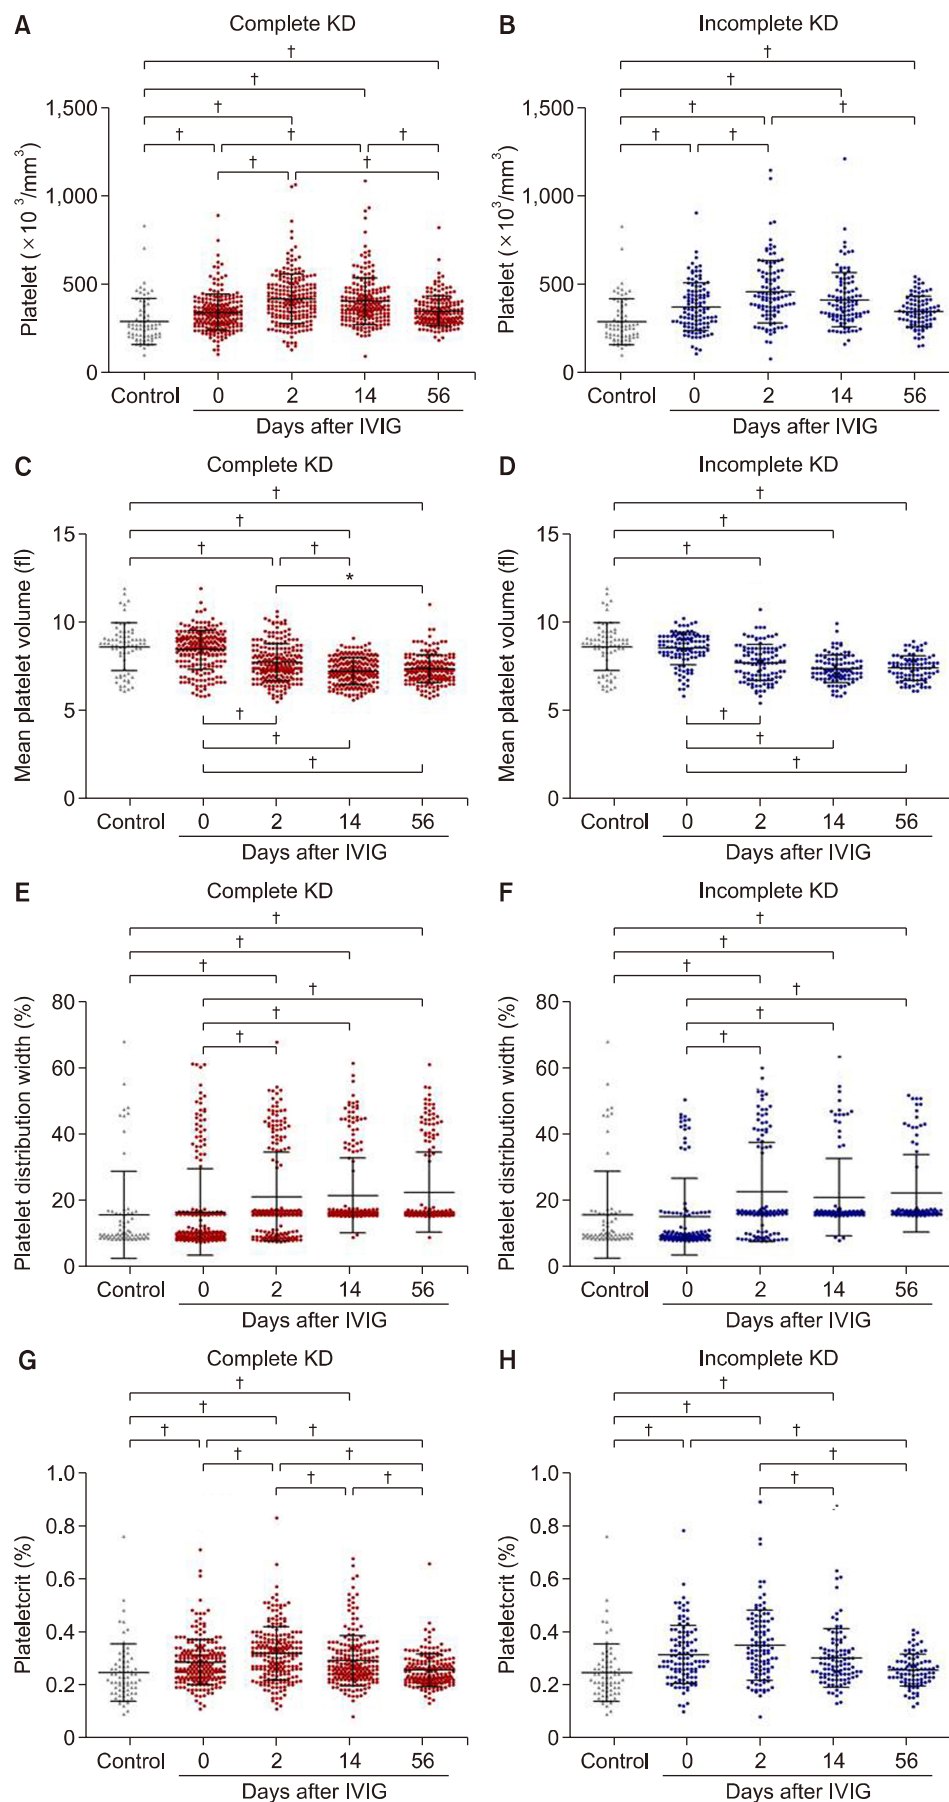 A Complete KD
† † † † † † † †
Platelet (×10³/mm³)
1,500
1,000
500
0
Control 0 2 14 56
Days after IVIG
B Incomplete KD
† † † † † †
Platelet (×10³/mm³)
1,500
1,000
500
0
Control 0 2 14 56
Days after IVIG
C Complete KD
† † † † *
Mean platelet volume (fl)
15
10
5
0
† † †
Control 0 2 14 56
Days after IVIG
D Incomplete KD
† † †
Mean platelet volume (fl)
15
10
5
0
† † †
Control 0 2 14 56
Days after IVIG
E Complete KD
† † † † † †
Platelet distribution width (%)
80
60
40
20
0
Control 0 2 14 56
Days after IVIG
F Incomplete KD
† † † † † †
Platelet distribution width (%)
80
60
40
20
0
Control 0 2 14 56
Days after IVIG
G Complete KD
† † † † † † † †
Plateletcrit (%)
1.0
0.8
0.6
0.4
0.2
0
Control 0 2 14 56
Days after IVIG
H Incomplete KD
† † † † † †
Plateletcrit (%)
1.0
0.8
0.6
0.4
0.2
0
Control 0 2 14 56
Days after IVIG